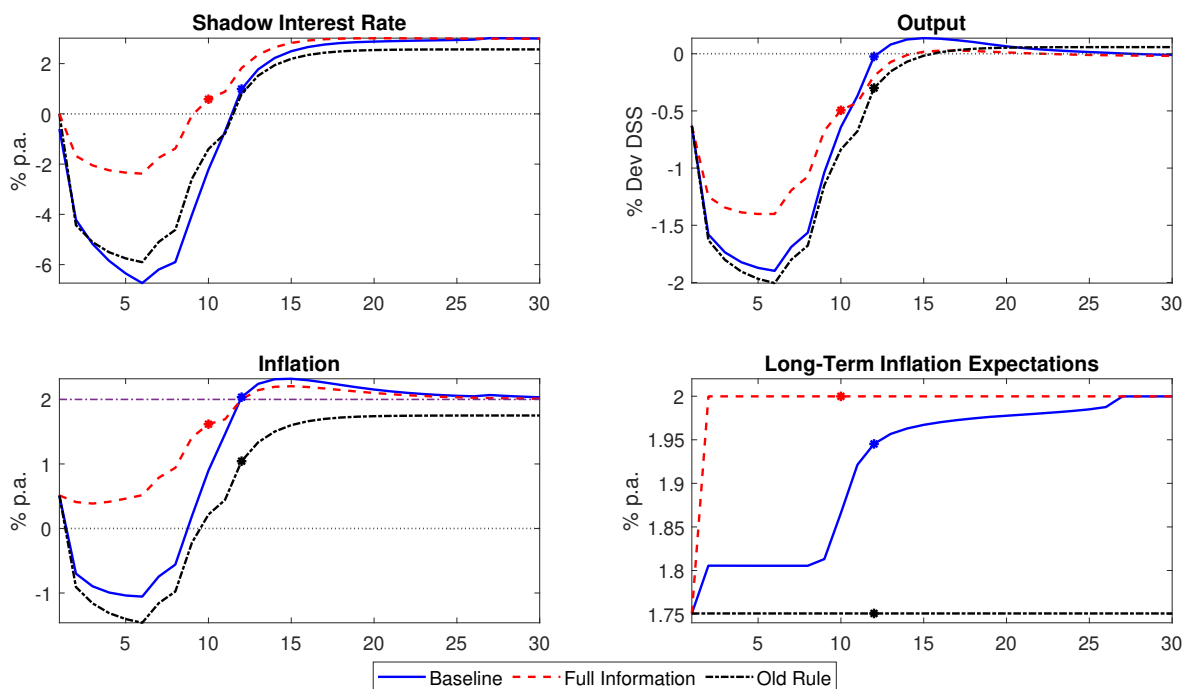 Shadow Interest Rate
% p.a.
2
0
-2
-4
-6
5 10 15 20 25 30
Output
% Dev DSS
0
-0.5
-1
-1.5
-2
5 10 15 20 25 30
Inflation
% p.a.
2
1
0
-1
5 10 15 20 25 30
Long-Term Inflation Expectations
% p.a.
2
1.95
1.9
1.85
1.8
1.75
5 10 15 20 25 30
Baseline Full Information Old Rule